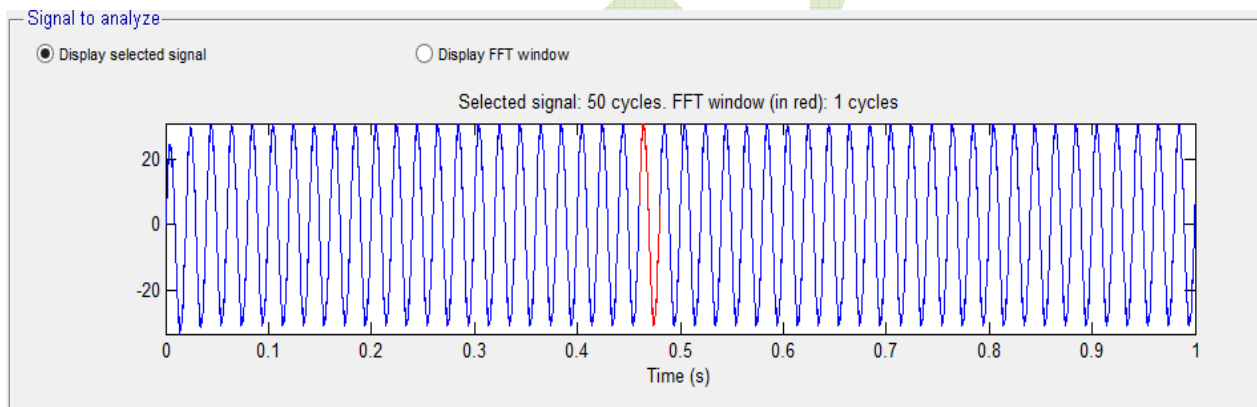 Signal to analyze
Display selected signal Display FFT window
Selected signal: 50 cycles. FFT window (in red): 1 cycles
20
0
-20
0 0.1 0.2 0.3 0.4 0.5 0.6 0.7 0.8 0.9 1
Time (s)